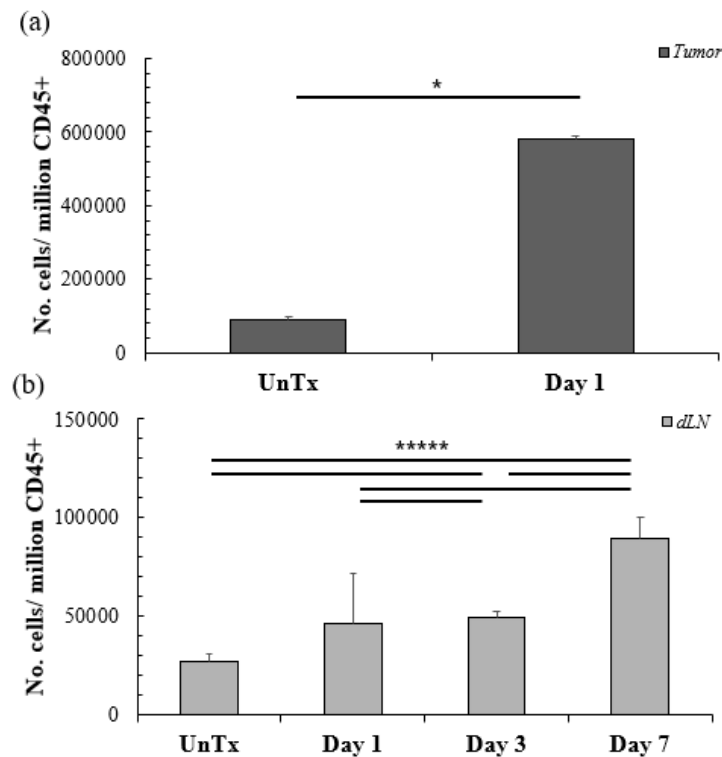 (a)
Tumor
*
No. cells/ million CD45+
800000
600000
400000
200000
0
UnTx Day 1
(b)
dLN
*****
No. cells/ million CD45+
150000
100000
50000
0
UnTx Day 1 Day 3 Day 7